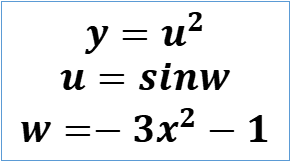 y = u²
u = sinw
w =− 3x² − 1